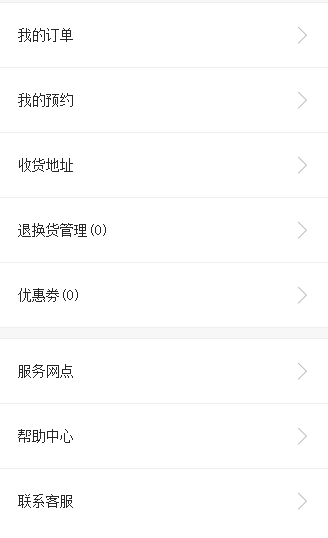 我的订单
我的预约
收货地址
退换货管理(0)
优惠劵(0)
服务网点
帮助中心
联系客服